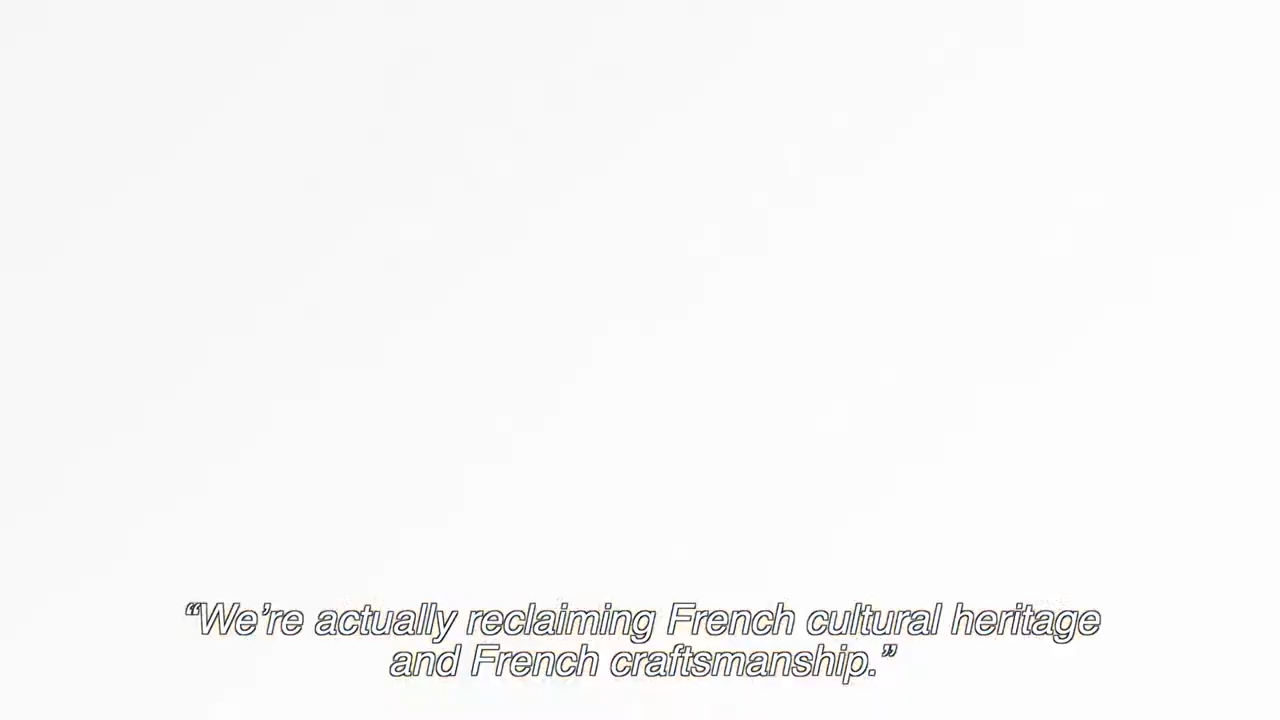 “We’re actually reclaiming French cultural heritage
and French craftsmanship.”